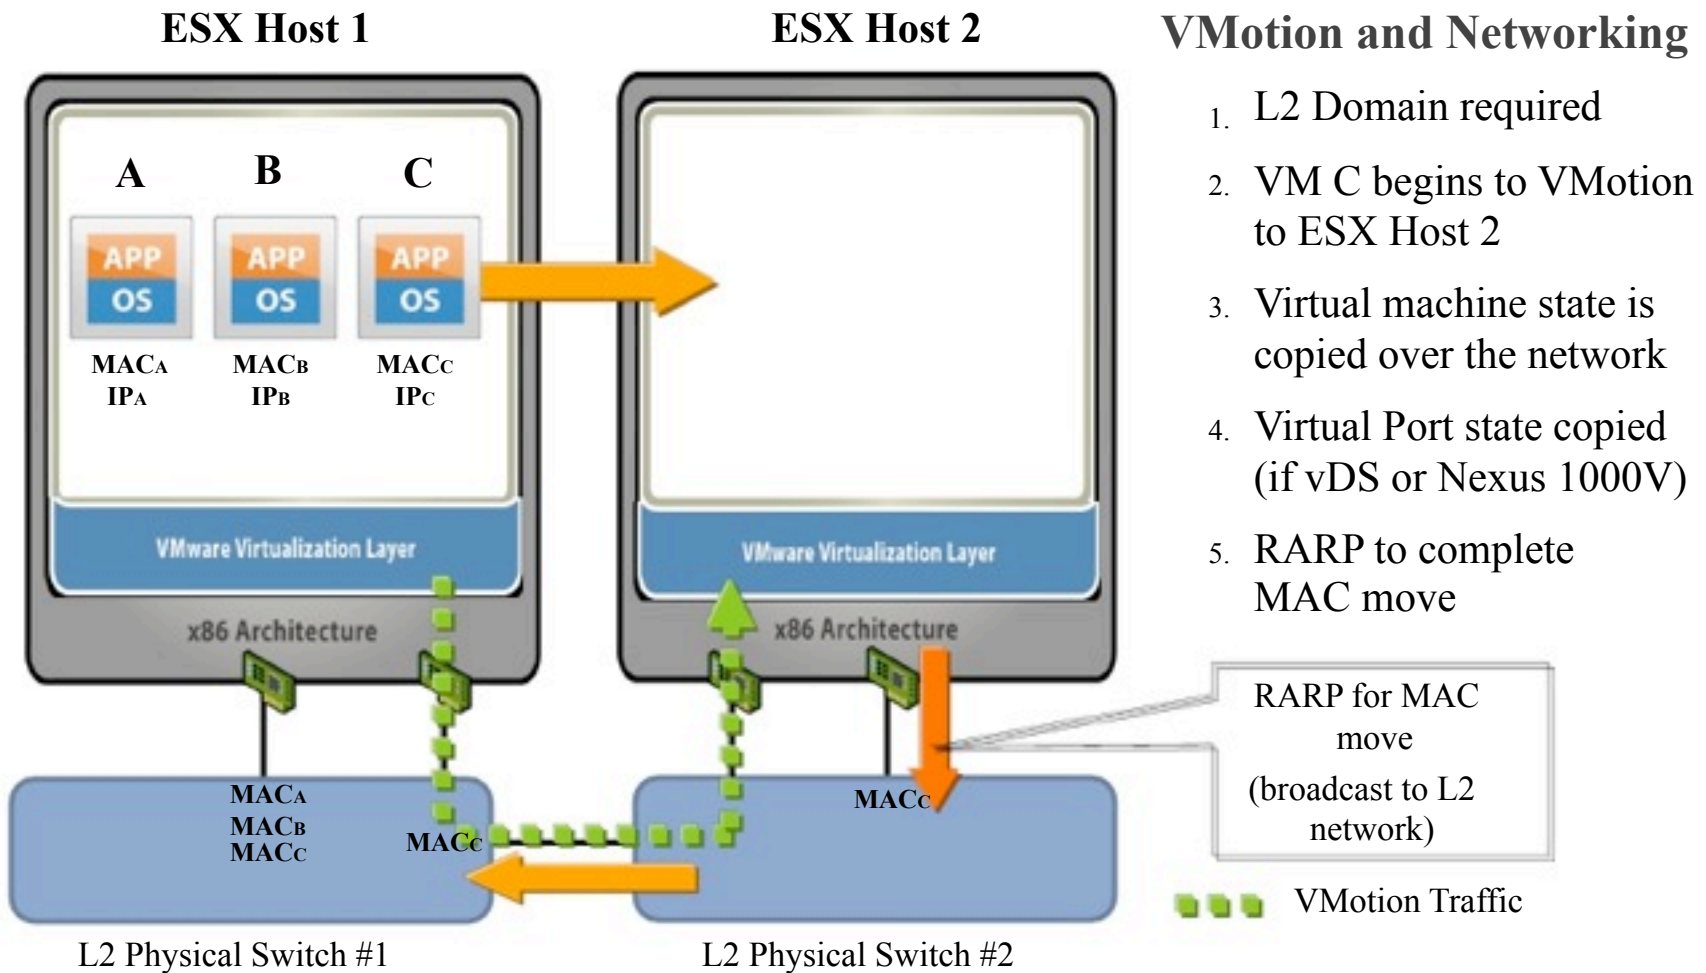 ESX Host 1
ESX Host 2
VMotion and Networking
1. L2 Domain required
2. VM C begins to VMotion
to ESX Host 2
3. Virtual machine state is
copied over the network
4. Virtual Port state copied
(if vDS or Nexus 1000V)
5. RARP to complete
MAC move
A
B
C
APP
OS
APP
OS
APP
OS
MACA
IPA
MACB
IPB
MACC
IPC
VMware Virtualization Layer
x86 Architecture
VMware Virtualization Layer
x86 Architecture
RARP for MAC
move
(broadcast to L2
network)
MACA
MACB
MACC
MACC
MACC
VMotion Traffic
L2 Physical Switch #1
L2 Physical Switch #2